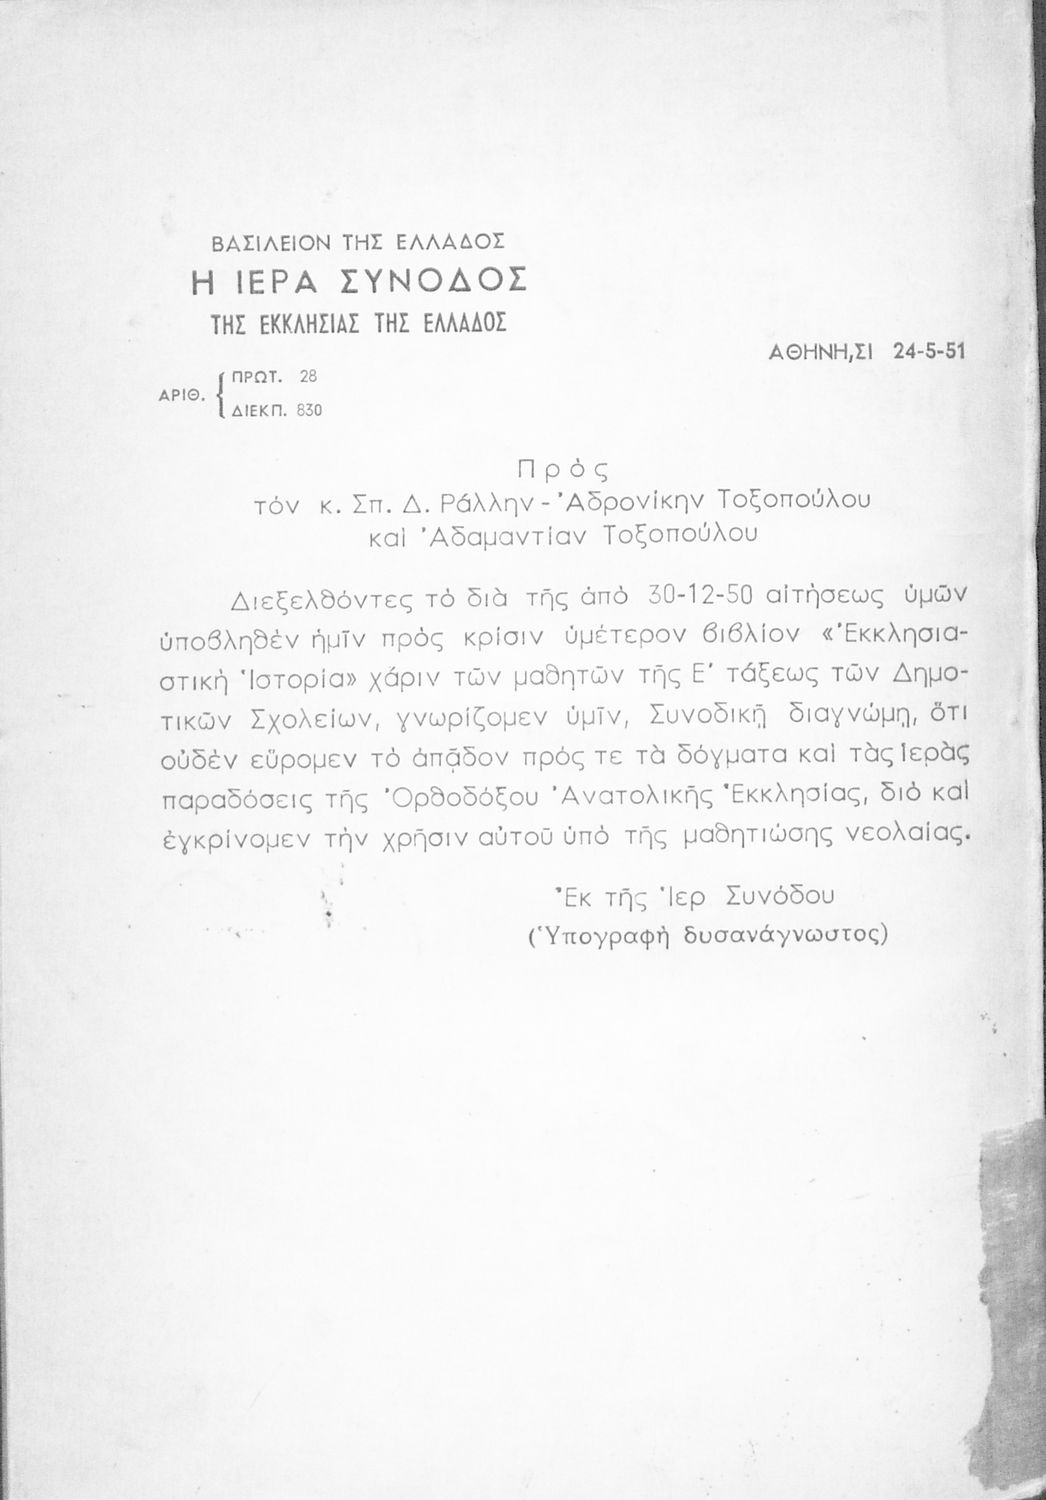 ΒΑΣΙΛΕΙΟΝ ΤΗΣ ΕΛΛΑΔΟΣ
Η ΙΕΡΑ ΣΥΝΟΔΟΣ
ΤΗΣ ΕΚΚΛΗΣΙΑΣ ΤΗΣ ΕΛΛΑΔΟΣ
ΑΘΗΝΗ,ΣΙ 24-5-51
ΑΡΙΘ. { ΠΡΩΤ. 28
ΔΙΕΚΠ. 830
Πρὸς
τόν κ. Σπ. Δ. Ράλλην - Ἀδρονίκην Τοξοπούλου
καὶ Ἀδαμαντίαν Τοξοπούλου
Διεξελθόντες τὸ διὰ τῆς ἀπὸ 30-12-50 αἰτήσεως ὑμῶν
ὑποβληθὲν ἡμῖν πρὸς κρίσιν ὑμέτερον βιβλίον «Ἐκκλησια-
στικὴ Ἱστορία» χάριν τῶν μαθητῶν τῆς Ε' τάξεως τῶν Δημο-
τικῶν Σχολείων, γνωρίζομεν ὑμῖν, Συνοδικῇ διαγνώμῃ, ὅτι
οὐδὲν εὕρομεν τὸ ἀπᾷδον πρός τε τὰ δόγματα καὶ τὰς Ιερὰς
παραδόσεις τῆς Ὀρθοδόξου Ἀνατολικῆς Ἐκκλησίας, διὸ καὶ
ἐγκρίνομεν τὴν χρῆσιν αὐτοῦ ὑπὸ τῆς μαθητιώσης νεολαίας.
Ἐκ τῆς Ἱερ Συνόδου
(Ὑπογραφὴ δυσανάγνωστος)